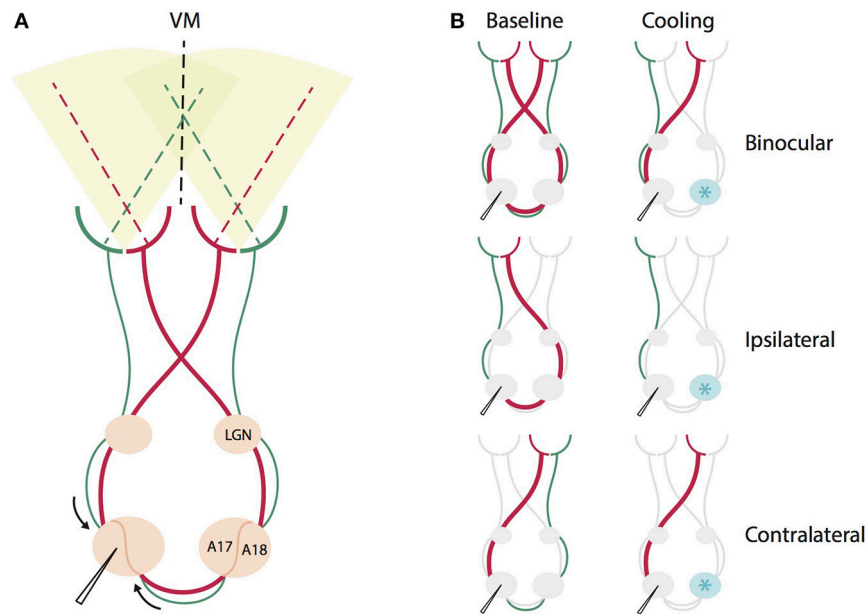 A
VM
LGN
A17
A18
B
Baseline
Cooling
Binocular
*
Ipsilateral
*
Contralateral
*